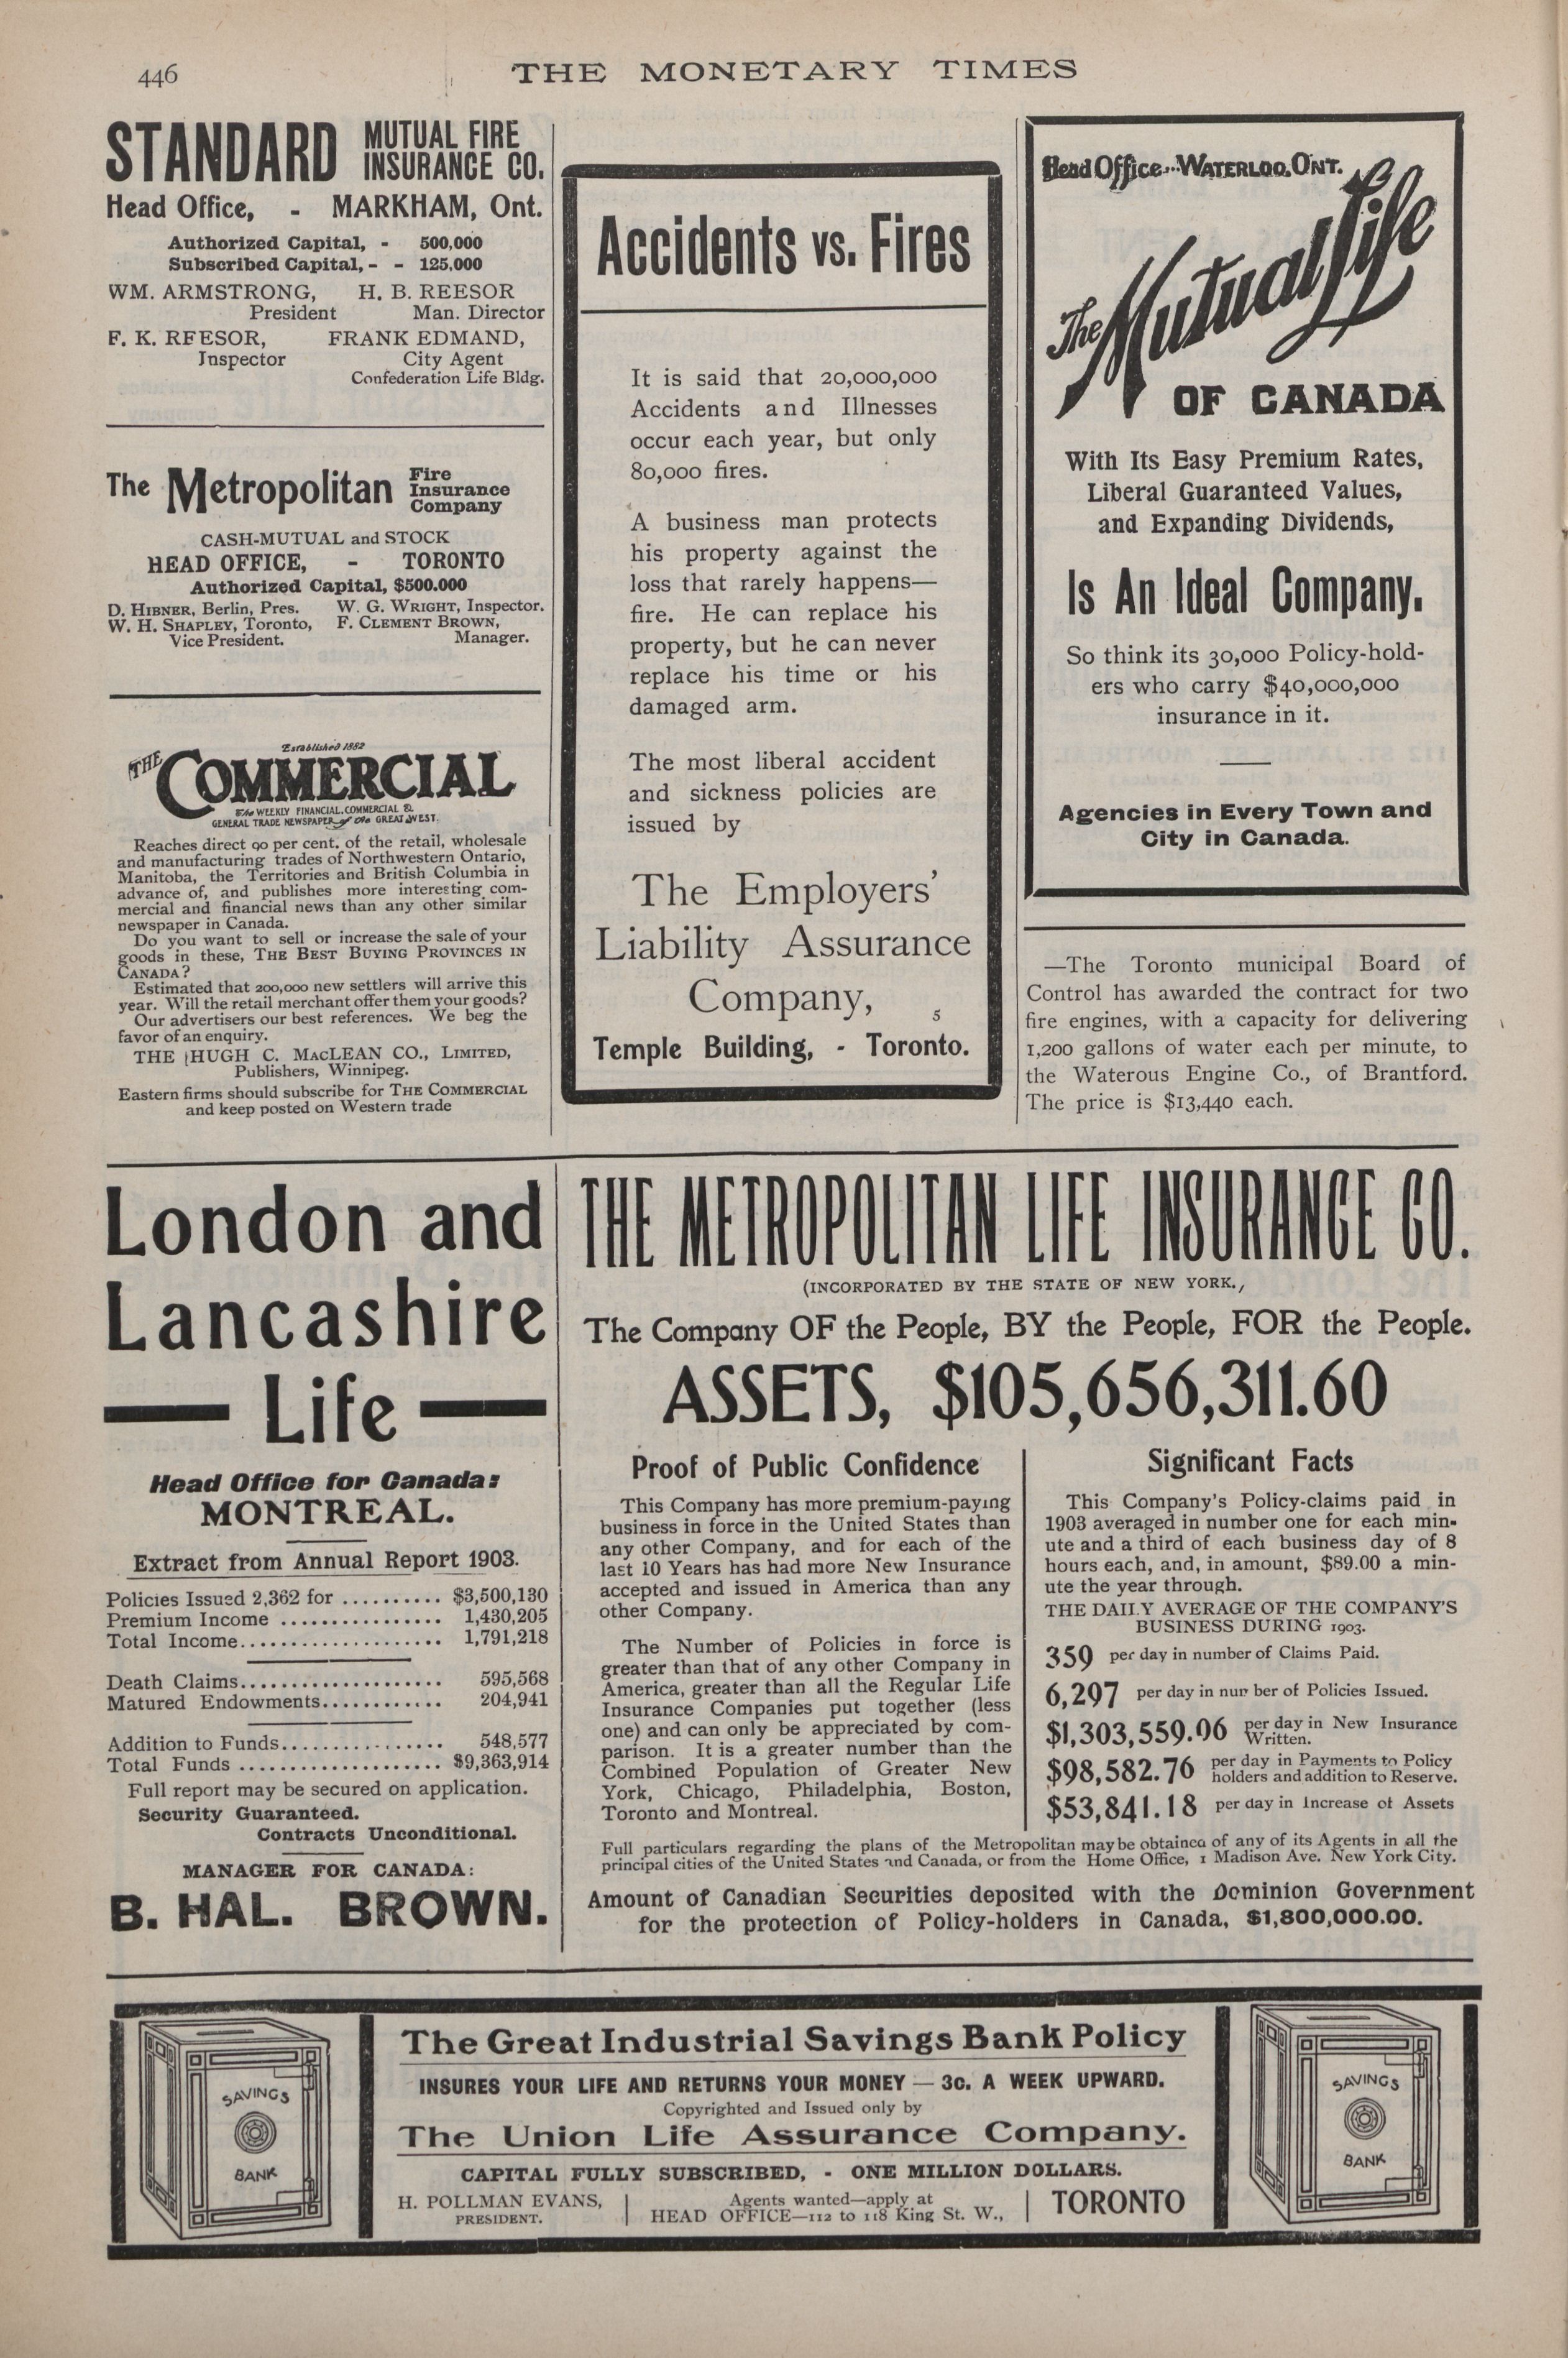 446
THE MONETARY TIMES
STANDARD MUTUAL FIRE
INSURANCE CO.
Head Office, - MARKHAM, Ont.
Authorized Capital, - 500,000
Subscribed Capital, - - 125,000
WM. ARMSTRONG, H. B. REESOR
President Man. Director
F. K. RFESOR, FRANK EDMAND,
Inspector City Agent
Confederation Life Bldg.
The Metropolitan Fire
Insurance
Company
CASH-MUTUAL and STOCK
HEAD OFFICE, - TORONTO
Authorized Capital, $500.000
D. HIBNER, Berlin, Pres. W. G. WRIGHT, Inspector.
W. H. SHAPLEY, Toronto, F. CLEMENT BROWN,
Vice President. Manager.
Established 1882
THE COMMERCIAL
The WEEKLY FINANCIAL, COMMERCIAL &
GENERAL TRADE NEWSPAPER of the GREAT WEST.
Reaches direct 90 per cent. of the retail, wholesale
and manufacturing trades of Northwestern Ontario,
Manitoba, the Territories and British Columbia in
advance of, and publishes more interesting com-
mercial and financial news than any other similar
newspaper in Canada.
Do you want to sell or increase the sale of your
goods in these, THE BEST BUYING PROVINCES IN
CANADA?
Estimated that 200,000 new settlers will arrive this
year. Will the retail merchant offer them your goods?
Our advertisers our best references. We beg the
favor of an enquiry.
THE HUGH C. MACLEAN CO., LIMITED,
Publishers, Winnipeg.
Eastern firms should subscribe for THE COMMERCIAL
and keep posted on Western trade
Accidents vs. Fires
It is said that 20,000,000
Accidents and Illnesses
occur each year, but only
80,000 fires.
A business man protects
his property against the
loss that rarely happens—
fire. He can replace his
property, but he can never
replace his time or his
damaged arm.
The most liberal accident
and sickness policies are
issued by
The Employers'
Liability Assurance
Company,
5
Temple Building, - Toronto.
Head Office... WATERLOO, ONT.
The Mutual Life
OF CANADA
With Its Easy Premium Rates,
Liberal Guaranteed Values,
and Expanding Dividends,
Is An Ideal Company.
So think its 30,000 Policy-hold-
ers who carry $40,000,000
insurance in it.
Agencies in Every Town and
City in Canada.
—The Toronto municipal Board of
Control has awarded the contract for two
fire engines, with a capacity for delivering
1,200 gallons of water each per minute, to
the Waterous Engine Co., of Brantford.
The price is $13,440 each.
London and
Lancashire
Life
Head Office for Canada:
MONTREAL.
Extract from Annual Report 1903.
Policies Issued 2,362 for .......... $3,500,130
Premium Income ................ 1,430,205
Total Income.................... 1,791,218
Death Claims.................... 595,568
Matured Endowments............ 204,941
Addition to Funds................ 548,577
Total Funds .................... $9,363,914
Full report may be secured on application.
Security Guaranteed.
Contracts Unconditional.
MANAGER FOR CANADA:
B. HAL. BROWN.
THE METROPOLITAN LIFE INSURANCE CO.
(INCORPORATED BY THE STATE OF NEW YORK.,
The Company OF the People, BY the People, FOR the People.
ASSETS, $105,656,311.60
Proof of Public Confidence
This Company has more premium-paying
business in force in the United States than
any other Company, and for each of the
last 10 Years has had more New Insurance
accepted and issued in America than any
other Company.
The Number of Policies in force is
greater than that of any other Company in
America, greater than all the Regular Life
Insurance Companies put together (less
one) and can only be appreciated by com-
parison. It is a greater number than the
Combined Population of Greater New
York, Chicago, Philadelphia, Boston,
Toronto and Montreal.
Significant Facts
This Company's Policy-claims paid in
1903 averaged in number one for each min-
ute and a third of each business day of 8
hours each, and, in amount, $89.00 a min-
ute the year through.
THE DAILY AVERAGE OF THE COMPANY'S
BUSINESS DURING 1903.
359 per day in number of Claims Paid.
6,297 per day in number of Policies Issued.
$1,303,559.06 per day in New Insurance
Written.
$98,582.76 per day in Payments to Policy
holders and addition to Reserve.
$53,841.18 per day in Increase of Assets
Full particulars regarding the plans of the Metropolitan may be obtained of any of its Agents in all the
principal cities of the United States and Canada, or from the Home Office, 1 Madison Ave. New York City.
Amount of Canadian Securities deposited with the Dominion Government
for the protection of Policy-holders in Canada, $1,800,000.00.
SAVINGS
BANK
The Great Industrial Savings Bank Policy
INSURES YOUR LIFE AND RETURNS YOUR MONEY — 3c. A WEEK UPWARD.
Copyrighted and Issued only by
The Union Life Assurance Company.
CAPITAL FULLY SUBSCRIBED, - ONE MILLION DOLLARS.
H. POLLMAN EVANS,
PRESIDENT.
Agents wanted—apply at
HEAD OFFICE—112 to 118 King St. W.,
TORONTO
SAVINGS
BANK